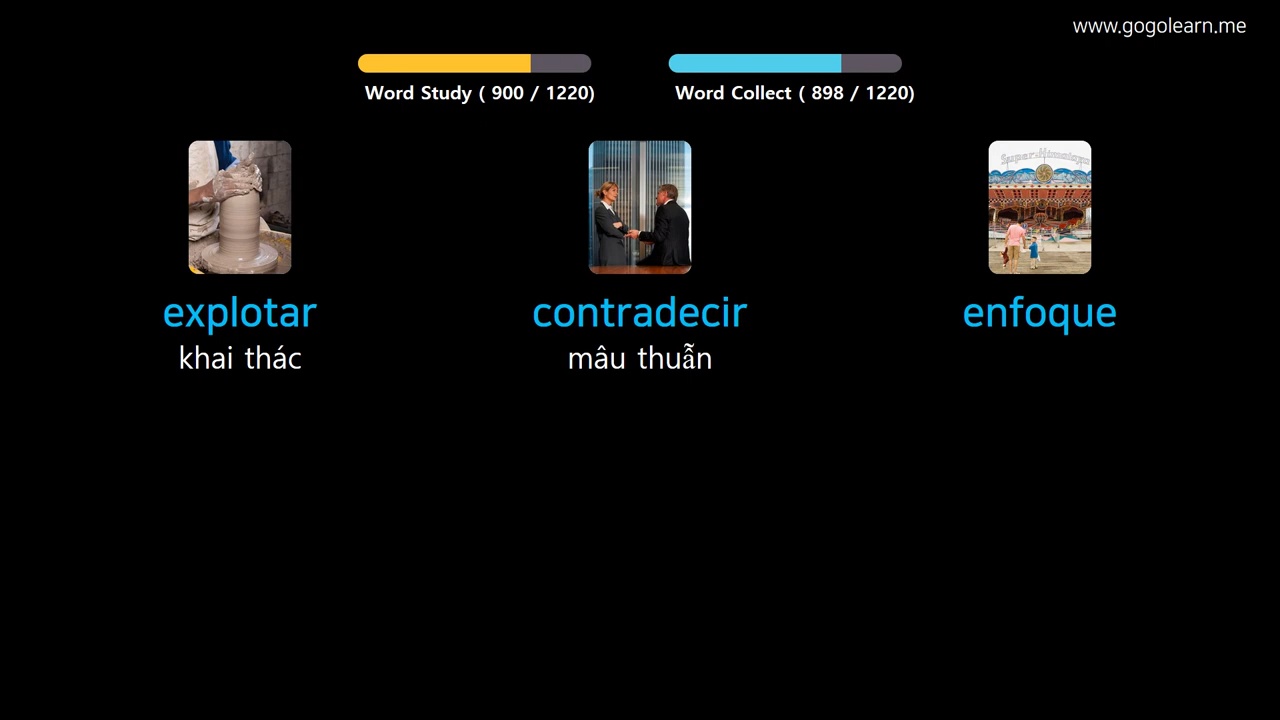 www.gogolearn.me
Word Study ( 900 / 1220)
Word Collect ( 898 / 1220)
explotar
contradecir
enfoque
khai thác
mâu thuẫn